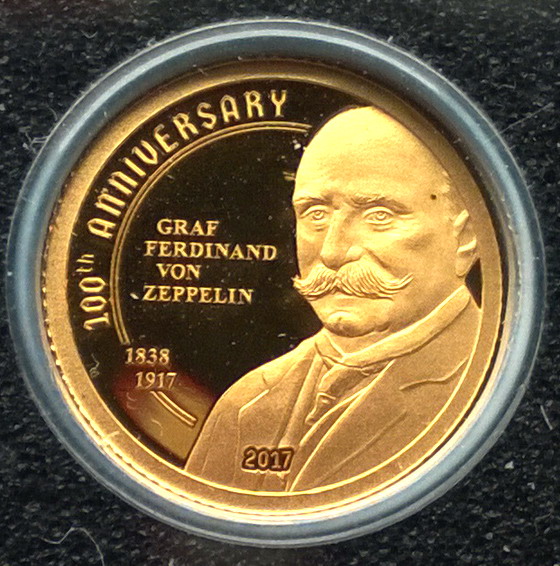 100th ANNIVERSARY
GRAF
FERDINAND
VON
ZEPPELIN
1838
1917
2017